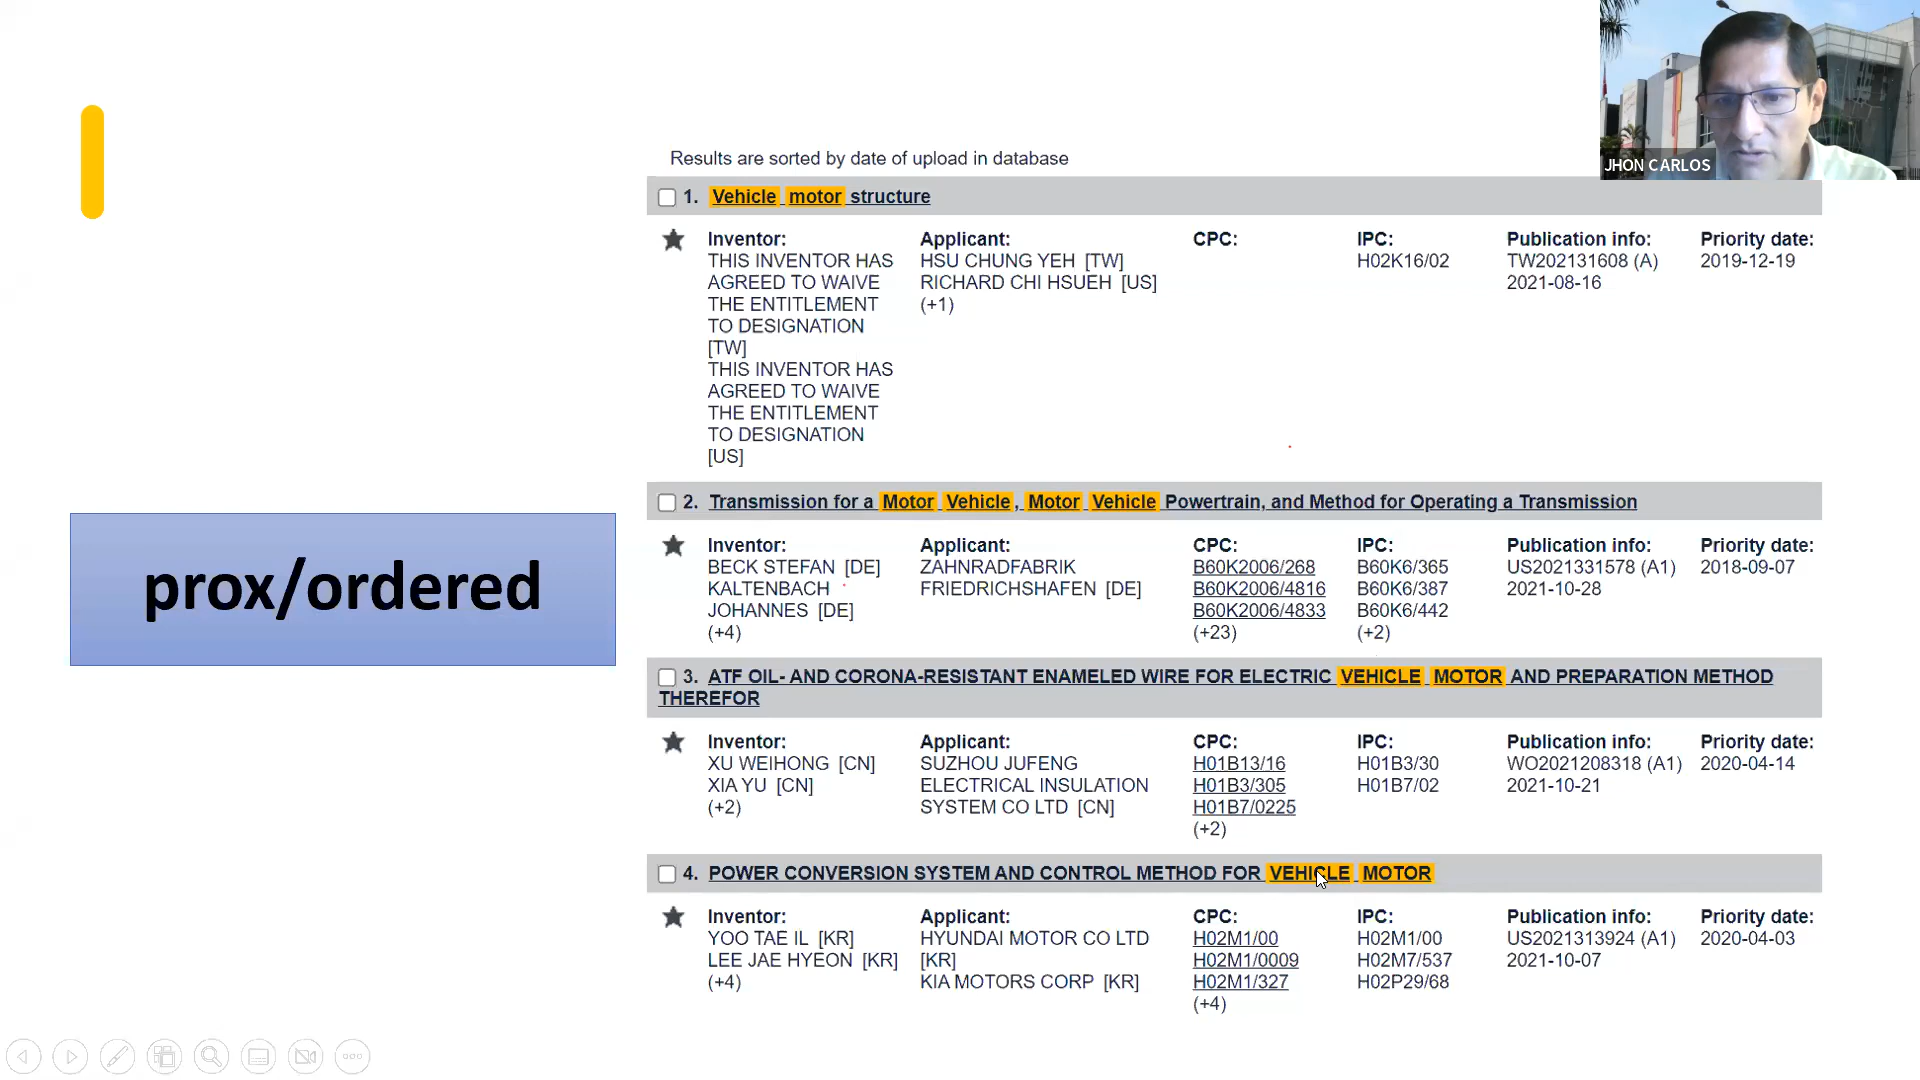 JHON CARLOS
prox/ordered
Results are sorted by date of upload in database
1. Vehicle motor structure
Inventor: Applicant: CPC: IPC: Publication info: Priority date:
THIS INVENTOR HAS HSU CHUNG YEH [TW] H02K16/02 TW202131608 (A) 2019-12-19
AGREED TO WAIVE RICHARD CHI HSUEH [US] 2021-08-16
THE ENTITLEMENT (+1)
TO DESIGNATION
[TW]
THIS INVENTOR HAS
AGREED TO WAIVE
THE ENTITLEMENT
TO DESIGNATION
[US]
2. Transmission for a Motor Vehicle, Motor Vehicle Powertrain, and Method for Operating a Transmission
Inventor: Applicant: CPC: IPC: Publication info: Priority date:
BECK STEFAN [DE] ZAHNRADFABRIK B60K2006/268 B60K6/365 US2021331578 (A1) 2018-09-07
KALTENBACH FRIEDRICHSHAFEN [DE] B60K2006/4816 B60K6/387 2021-10-28
JOHANNES [DE] B60K2006/4833 B60K6/442
(+4) (+23) (+2)
3. ATF OIL- AND CORONA-RESISTANT ENAMELED WIRE FOR ELECTRIC VEHICLE MOTOR AND PREPARATION METHOD
THEREFOR
Inventor: Applicant: CPC: IPC: Publication info: Priority date:
XU WEIHONG [CN] SUZHOU JUFENG H01B13/16 H01B3/30 WO2021208318 (A1) 2020-04-14
XIA YU [CN] ELECTRICAL INSULATION H01B3/305 H01B7/02 2021-10-21
(+2) SYSTEM CO LTD [CN] H01B7/0225
(+2)
4. POWER CONVERSION SYSTEM AND CONTROL METHOD FOR VEHICLE MOTOR
Inventor: Applicant: CPC: IPC: Publication info: Priority date:
YOO TAE IL [KR] HYUNDAI MOTOR CO LTD H02M1/00 H02M1/00 US2021313924 (A1) 2020-04-03
LEE JAE HYEON [KR] [KR] H02M1/0009 H02M7/537 2021-10-07
(+4) KIA MOTORS CORP [KR] H02M1/327 H02P29/68
(+4)